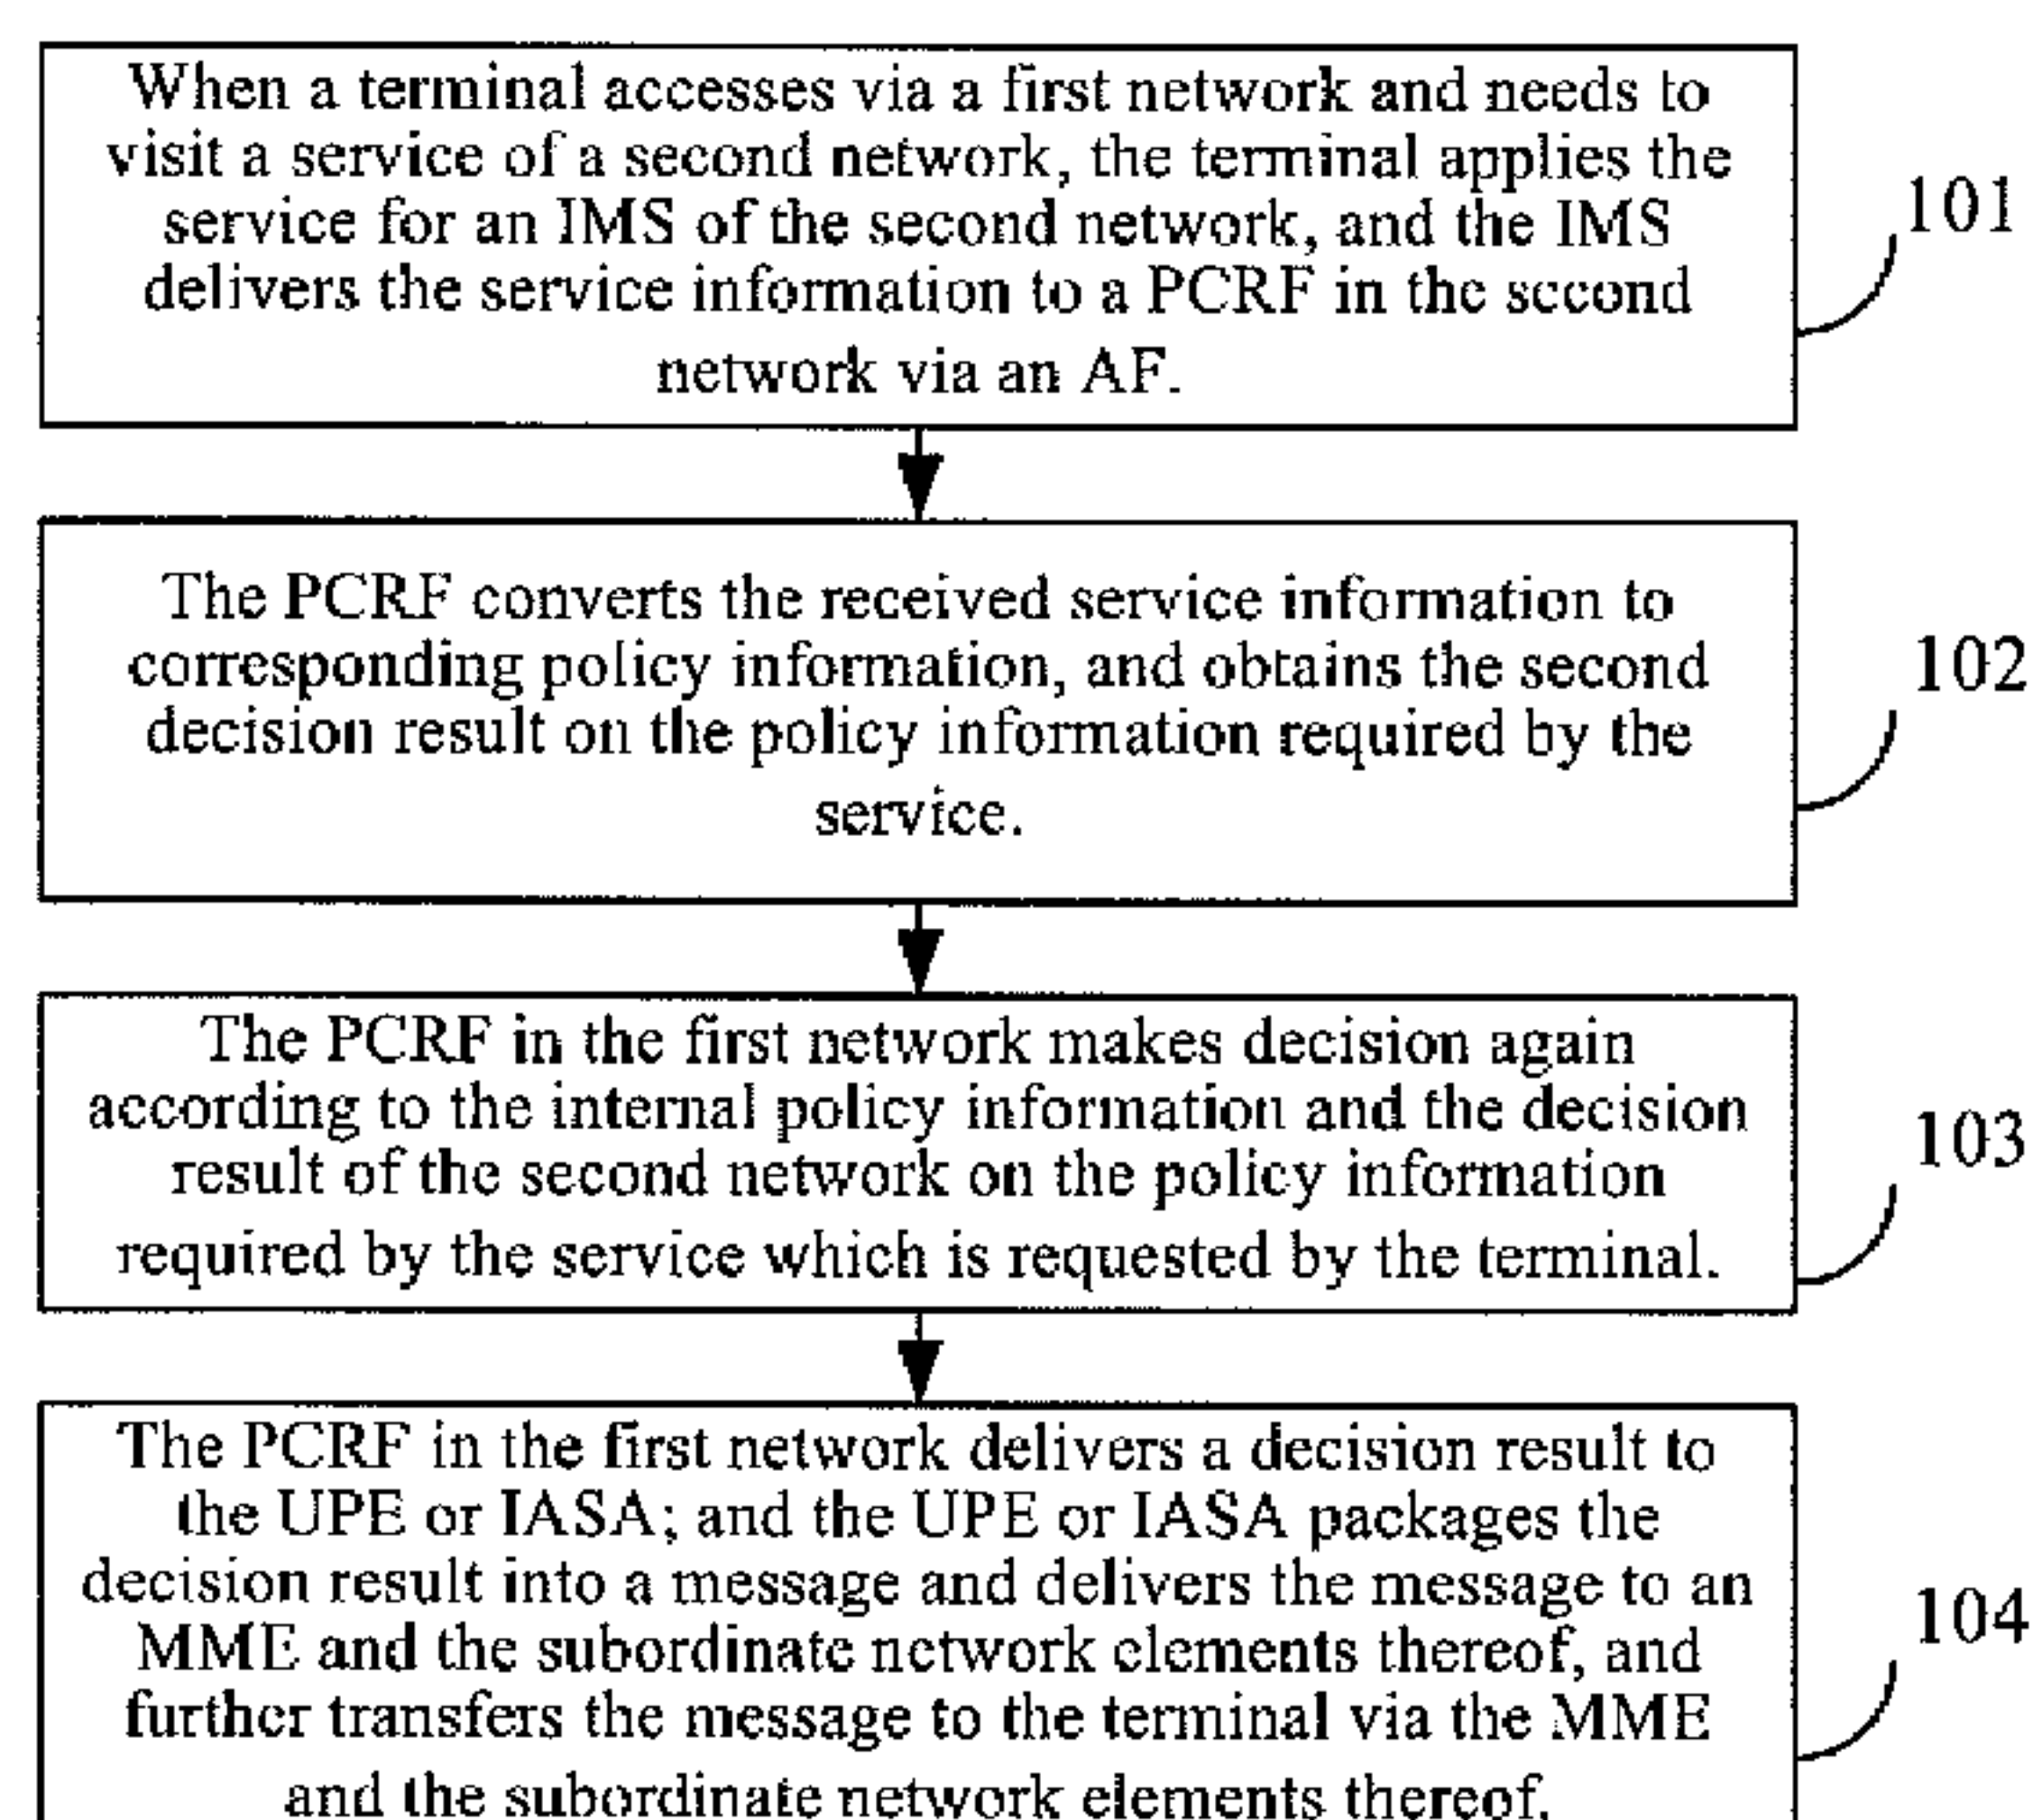 When a terminal accesses via a first network and needs to
visit a service of a second network, the terminal applies the
service for an IMS of the second network, and the IMS
delivers the service information to a PCRF in the second
network via an AF.
101
The PCRF converts the received service information to
corresponding policy information, and obtains the second
decision result on the policy information required by the
service.
102
The PCRF in the first network makes decision again
according to the internal policy information and the decision
result of the second network on the policy information
required by the service which is requested by the terminal.
103
The PCRF in the first network delivers a decision result to
the UPE or IASA; and the UPE or IASA packages the
decision result into a message and delivers the message to an
MME and the subordinate network elements thereof, and
further transfers the message to the terminal via the MME
and the subordinate network elements thereof,
104